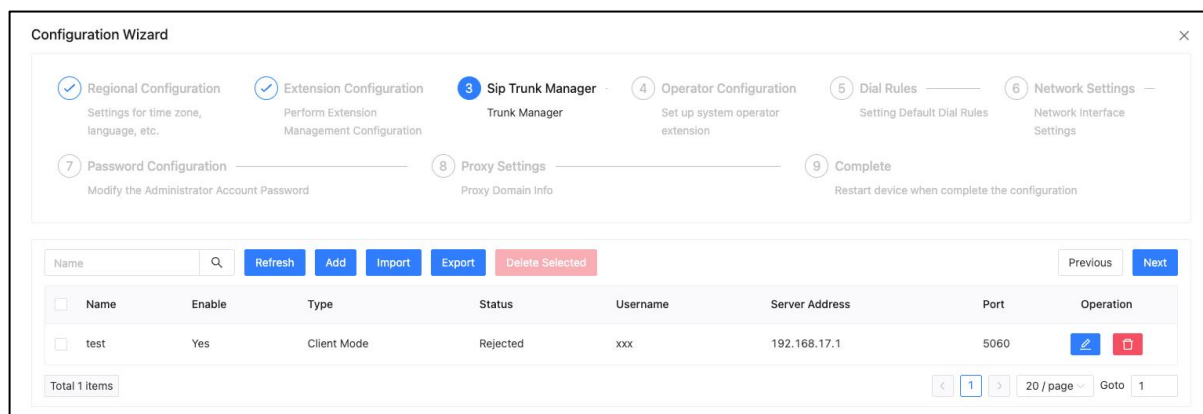 Configuration Wizard
Regional Configuration
Settings for time zone,
language, etc.
Extension Configuration
Perform Extension
Management Configuration
3 Sip Trunk Manager
Trunk Manager
4 Operator Configuration
Set up system operator
extension
5 Dial Rules
Setting Default Dial Rules
6 Network Settings
Network Interface
Settings
7 Password Configuration
Modify the Administrator Account Password
8 Proxy Settings
Proxy Domain Info
9 Complete
Restart device when complete the configuration
Name Refresh Add Import Export Delete Selected Previous Next
Name Enable Type Status Username Server Address Port Operation
test Yes Client Mode Rejected xxx 192.168.17.1 5060
Total 1 items < 1 > 20 / page Goto 1